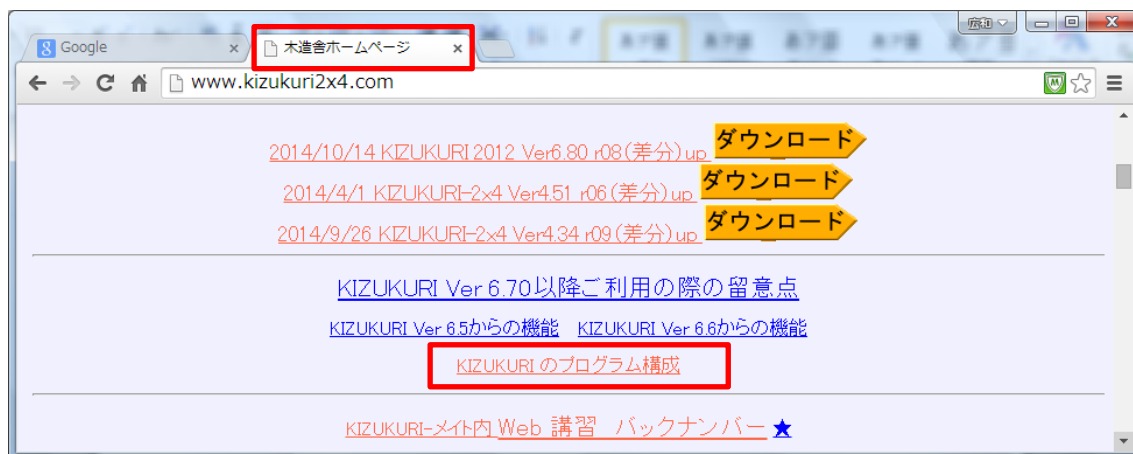 Google
木造舎ホームページ
広和
www.kizukuri2x4.com
2014/10/14 KIZUKURI 2012 Ver6.80 r08(差分)up ダウンロード
2014/4/1 KIZUKURI-2x4 Ver4.51 r06(差分)up ダウンロード
2014/9/26 KIZUKURI-2x4 Ver4.34 r09(差分)up ダウンロード
KIZUKURI Ver 6.70以降ご利用の際の留意点
KIZUKURI Ver 6.5からの機能 KIZUKURI Ver 6.6からの機能
KIZUKURI のプログラム構成
KIZUKURI-メイト内 Web 講習 バックナンバー ★